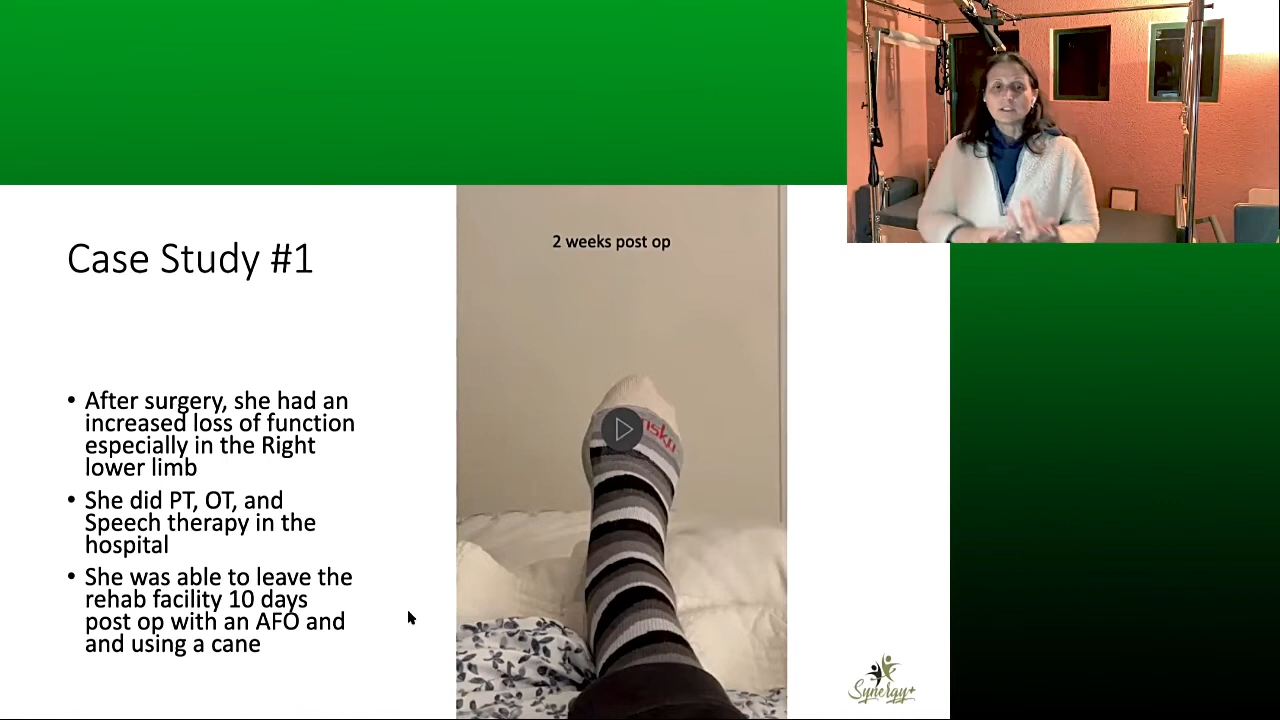 2 weeks post op
Case Study #1
• After surgery, she had an
increased loss of function
especially in the Right
lower limb
• She did PT, OT, and
Speech therapy in the
hospital
• She was able to leave the
rehab facility 10 days
post op with an AFO and
and using a cane
Synergy+